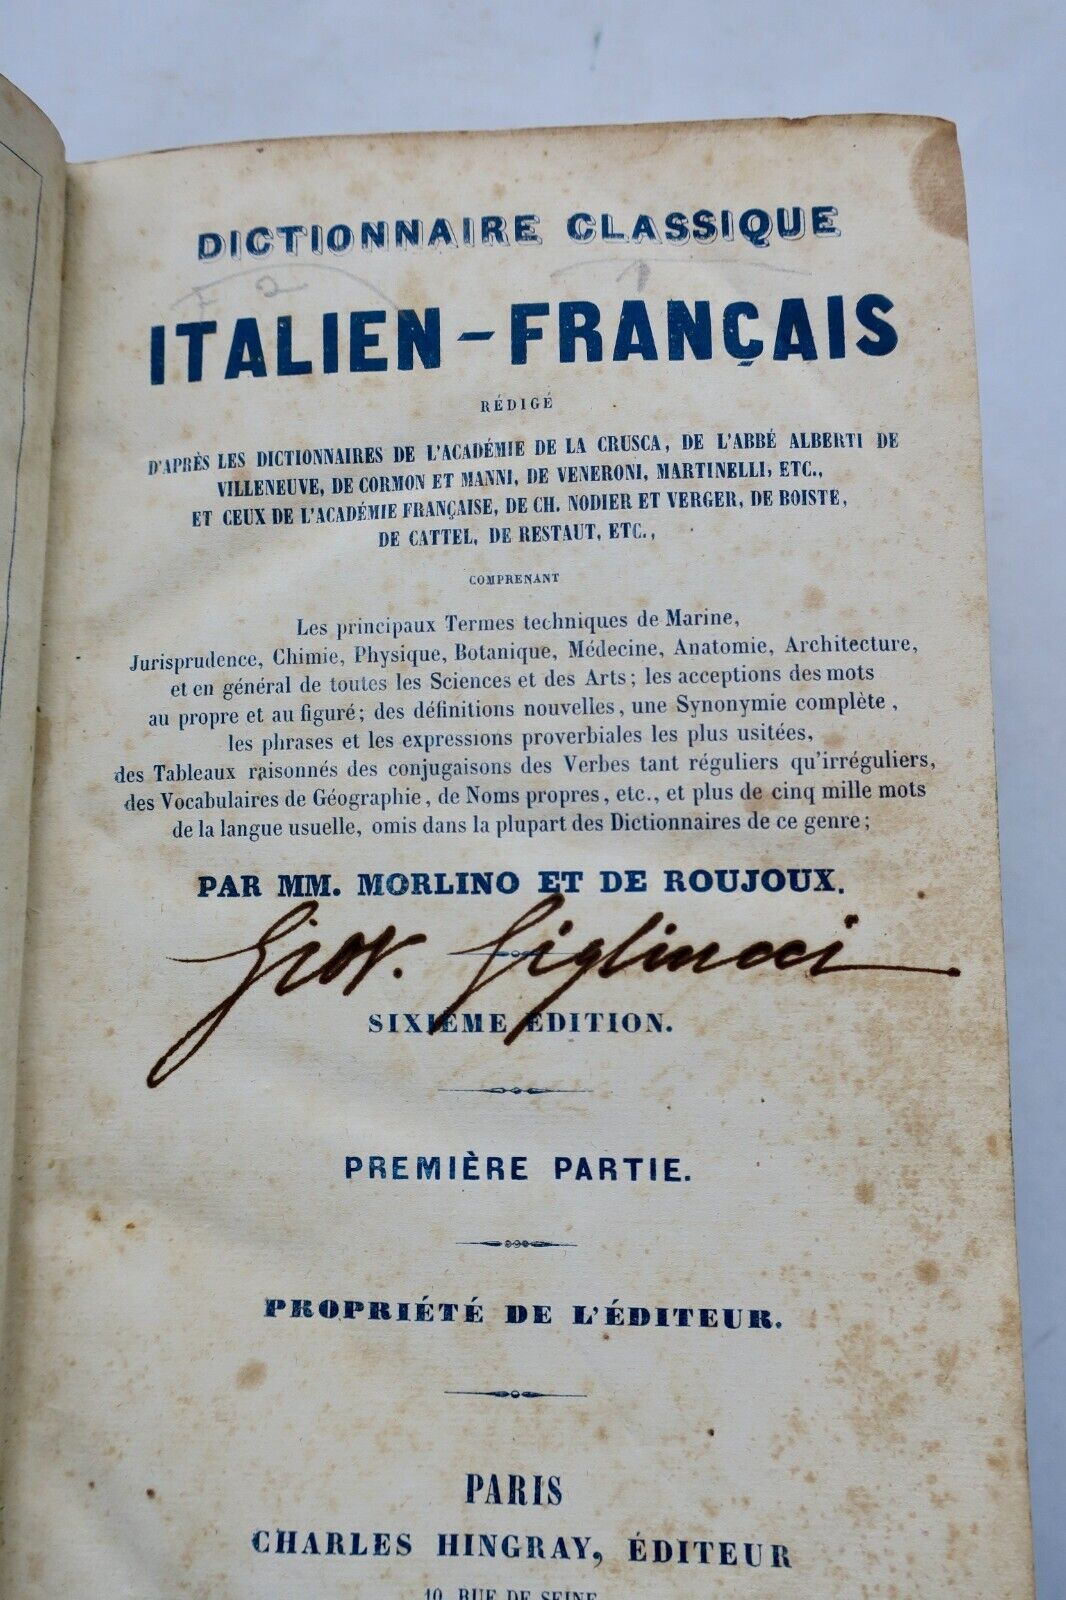 DICTIONNAIRE CLASSIQUE
ITALIEN-FRANÇAIS
RÉDIGÉ
D'APRÈS LES DICTIONNAIRES DE L'ACADÉMIE DE LA CRUSCA, DE L'ABBÉ ALBERTI DE
VILLENEUVE, DE CORMON ET MANNI, DE VENERONI, MARTINELLI, ETC.,
ET CEUX DE L'ACADÉMIE FRANÇAISE, DE CH. NODIER ET VERGER, DE BOISTE,
DE CATTEL, DE RESTAUT, ETC.,
COMPRENANT
Les principaux Termes techniques de Marine,
Jurisprudence, Chimie, Physique, Botanique, Médecine, Anatomie, Architecture,
et en général de toutes les Sciences et des Arts; les acceptions des mots
au propre et au figuré; des définitions nouvelles, une Synonymie complète,
les phrases et les expressions proverbiales les plus usitées,
des Tableaux raisonnés des conjugaisons des Verbes tant réguliers qu'irréguliers,
des Vocabulaires de Géographie, de Noms propres, etc., et plus de cinq mille mots
de la langue usuelle, omis dans la plupart des Dictionnaires de ce genre;
PAR MM. MORLINO ET DE ROUJOUX.
Giov. Gigliucci
SIXIÈME ÉDITION.
PREMIÈRE PARTIE.
PROPRIÉTÉ DE L'ÉDITEUR.
PARIS
CHARLES HINGRAY, ÉDITEUR
10, RUE DE SEINE